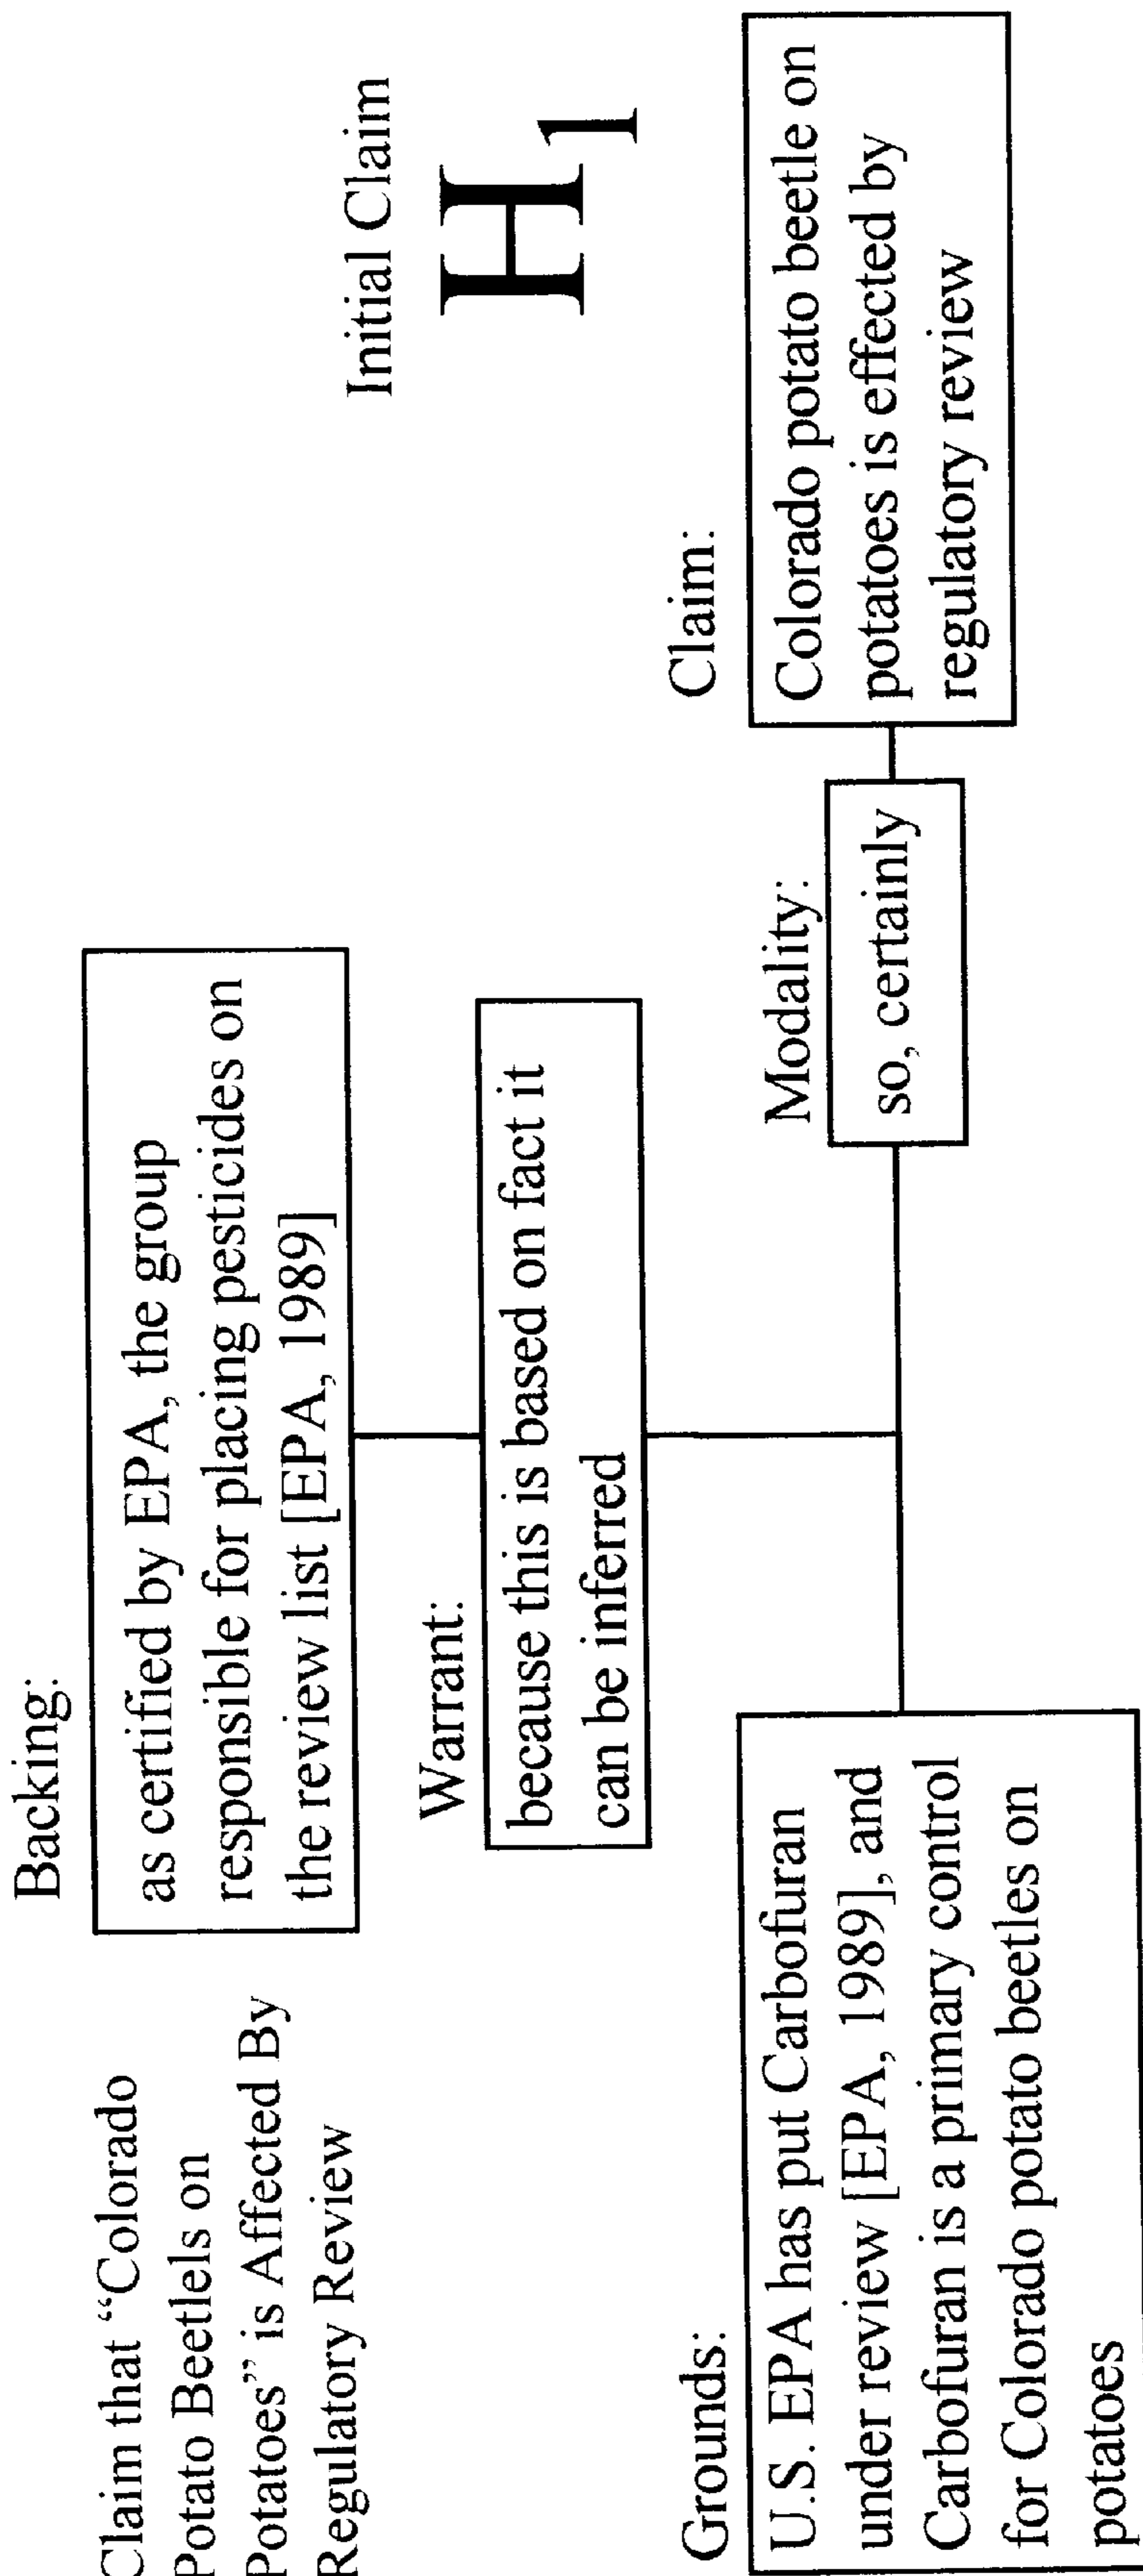 Claim that “Colorado
Potato Beetlels on
Potatoes” is Affected By
Regulatory Review
Backing:
as certified by EPA, the group
responsible for placing pesticides on
the review list [EPA, 1989]
Initial Claim
H1
Warrant:
because this is based on fact it
can be inferred
Grounds:
U.S. EPA has put Carbofuran
under review [EPA, 1989], and
Carbofuran is a primary control
for Colorado potato beetles on
potatoes
Modality:
so, certainly
Claim:
Colorado potato beetle on
potatoes is effected by
regulatory review